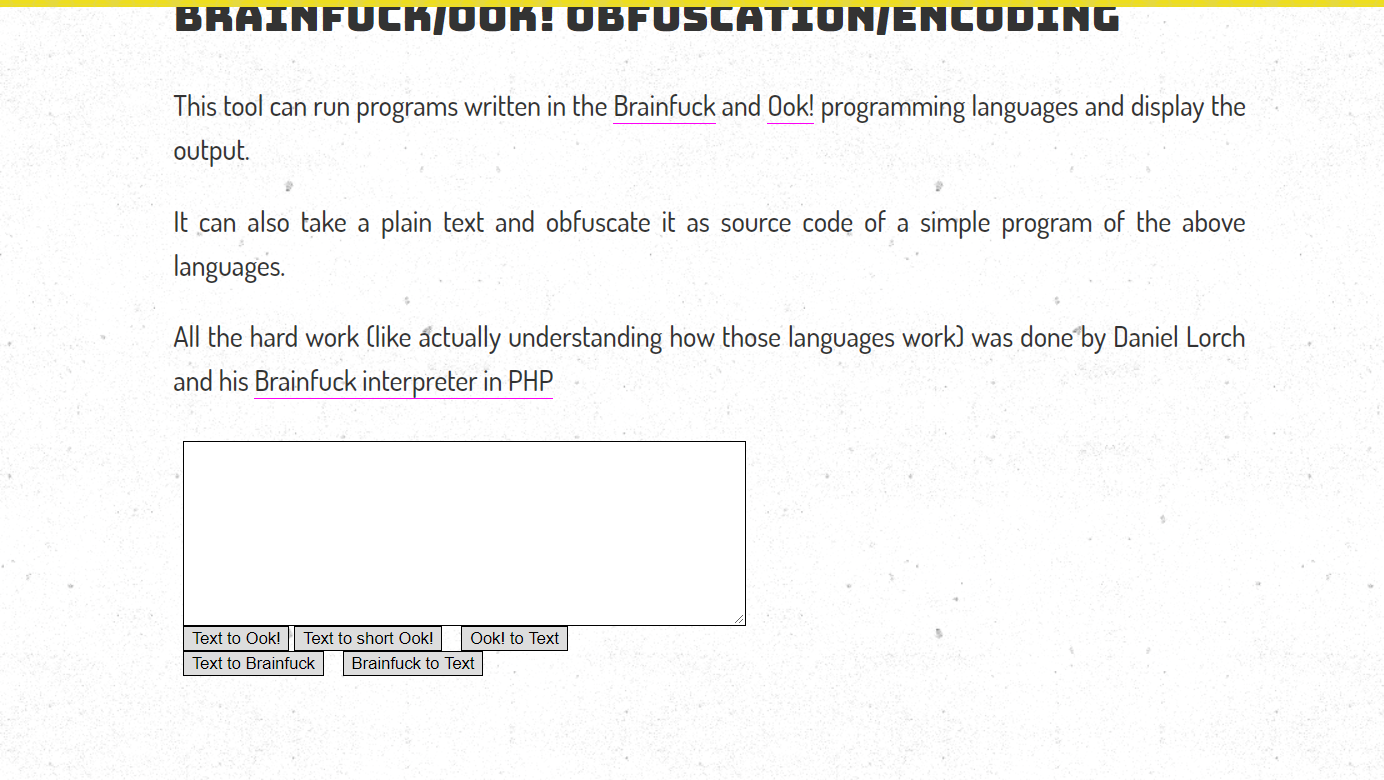 BRAINFUCK/OOK! OBFUSCATION/ENCODING
This tool can run programs written in the Brainfuck and Ook! programming languages and display the
output.
It can also take a plain text and obfuscate it as source code of a simple program of the above
languages.
All the hard work (like actually understanding how those languages work) was done by Daniel Lorch
and his Brainfuck interpreter in PHP
Text to Ook! Text to short Ook! Ook! to Text
Text to Brainfuck Brainfuck to Text